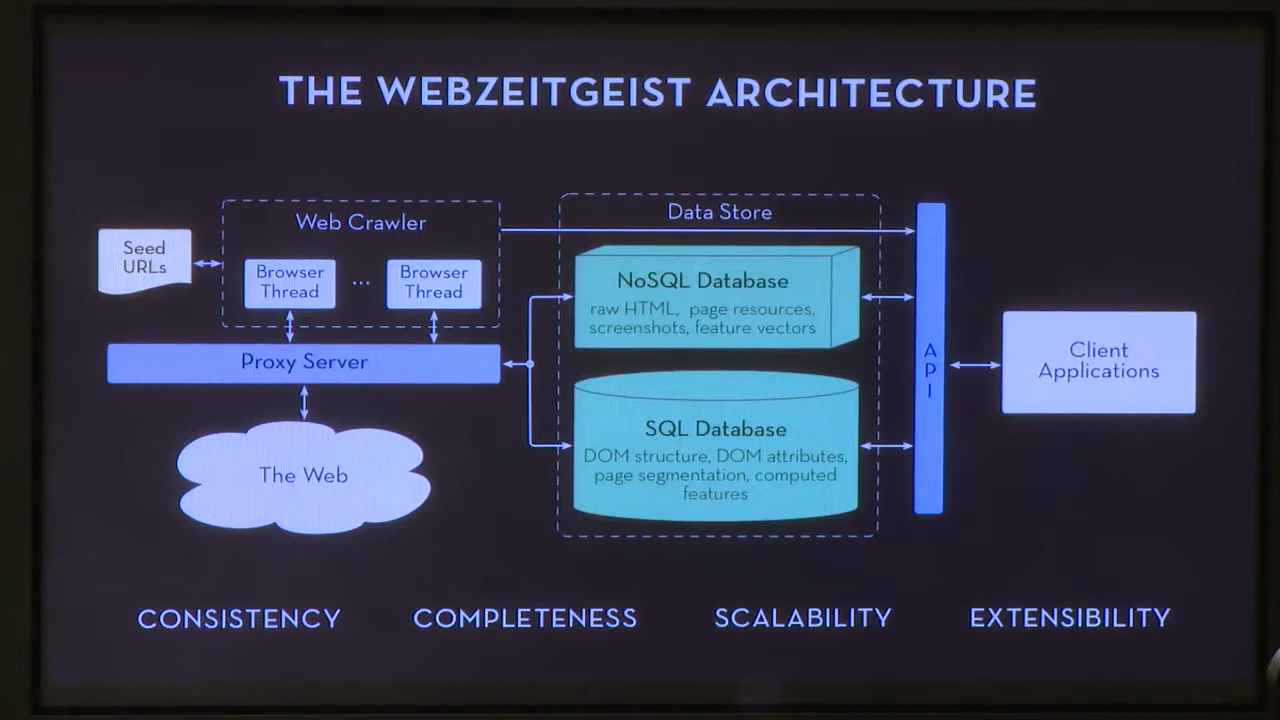 THE WEBZEITGEIST ARCHITECTURE
Seed
URLs
Web Crawler
Browser
Thread
...
Browser
Thread
Proxy Server
The Web
Data Store
NoSQL Database
raw HTML, page resources,
screenshots, feature vectors
SQL Database
DOM structure, DOM attributes,
page segmentation, computed
features
API
Client
Applications
CONSISTENCY COMPLETENESS SCALABILITY EXTENSIBILITY